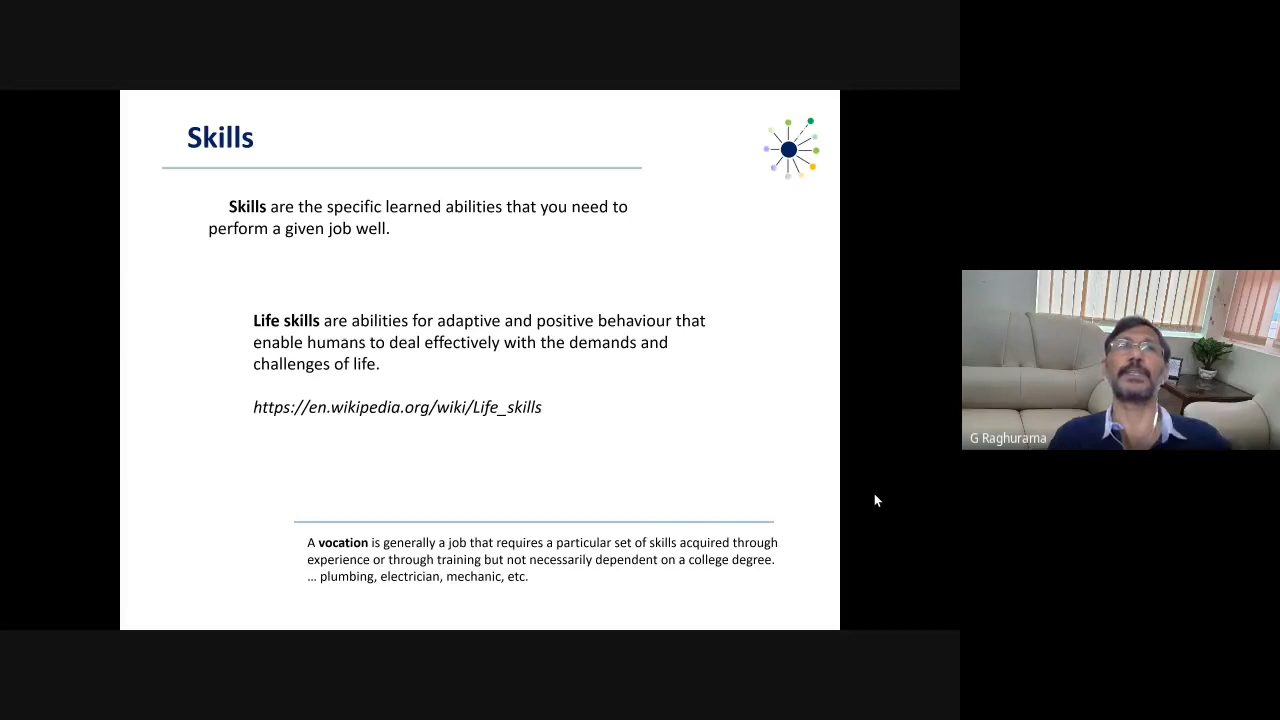 Skills
Skills are the specific learned abilities that you need to
perform a given job well.
Life skills are abilities for adaptive and positive behaviour that
enable humans to deal effectively with the demands and
challenges of life.
https://en.wikipedia.org/wiki/Life_skills
G Raghurama
A vocation is generally a job that requires a particular set of skills acquired through
experience or through training but not necessarily dependent on a college degree.
... plumbing, electrician, mechanic, etc.